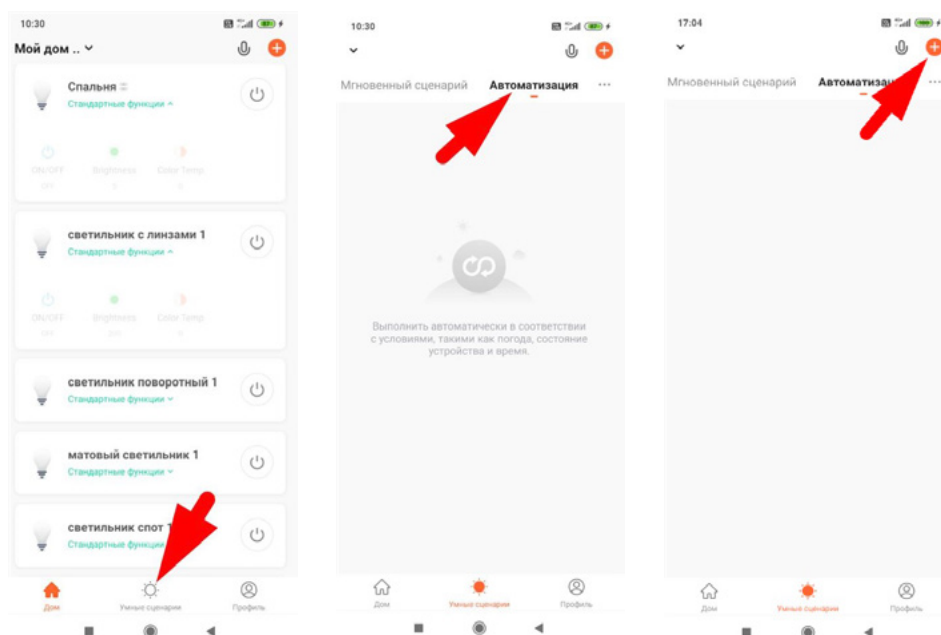 10:30
Мой дом ..
Спальня
Стандартные функции
ON/OFF Brightness Color Temp
OFF
светильник с линзами 1
Стандартные функции
ON/OFF Brightness Color Temp
OFF
светильник поворотный 1
Стандартные функции
матовый светильник 1
Стандартные функции
светильник спот 1
Стандартные функции
Дом Умные сценарии Профиль
10:30
Мгновенный сценарий Автоматизация ...
Выполнить автоматически в соответствии
с условиями, такими как погода, состояние
устройства и время.
Дом Умные сценарии Профиль
17:04
Мгновенный сценарий Автоматизац ...
Дом Умные сценарии Профиль